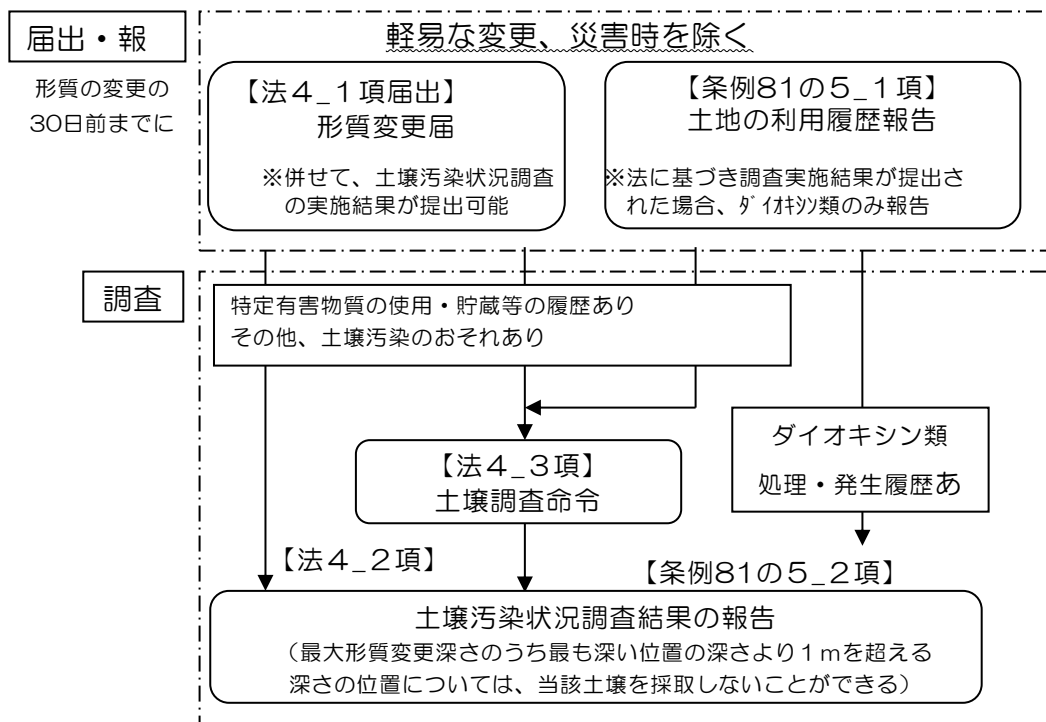 届出・報
形質の変更の
30日前までに
軽易な変更、災害時を除く
【法4_1項届出】
形質変更届
※併せて、土壌汚染状況調査
の実施結果が提出可能
【条例81の5_1項】
土地の利用履歴報告
※法に基づき調査実施結果が提出さ
れた場合、ﾀﾞｲｵｷｼﾝ類のみ報告
調査
特定有害物質の使用・貯蔵等の履歴あり
その他、土壌汚染のおそれあり
ダイオキシン類
処理・発生履歴あ
【法4_3項】
土壌調査命令
【法4_2項】
【条例81の5_2項】
土壌汚染状況調査結果の報告
（最大形質変更深さのうち最も深い位置の深さより1ｍを超える
深さの位置については、当該土壌を採取しないことができる）